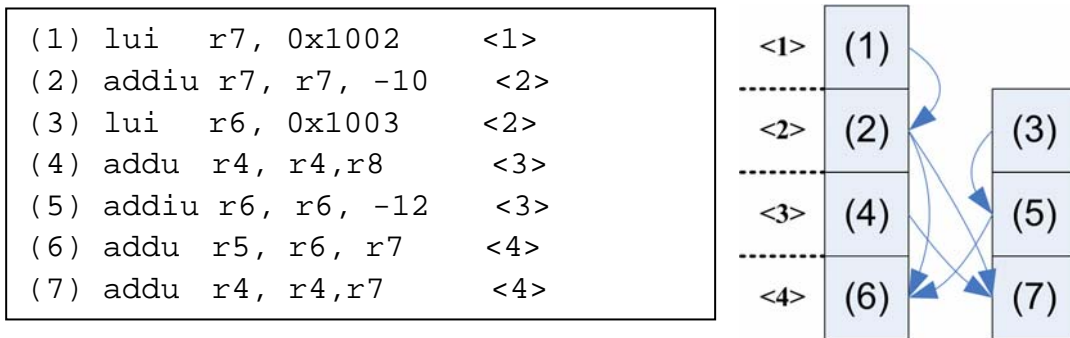 (1) lui r7, 0x1002 <1>
(2) addiu r7, r7, -10 <2>
(3) lui r6, 0x1003 <2>
(4) addu r4, r4,r8 <3>
(5) addiu r6, r6, -12 <3>
(6) addu r5, r6, r7 <4>
(7) addu r4, r4,r7 <4>
<1> (1)
<2> (2) (3)
<3> (4) (5)
<4> (6) (7)